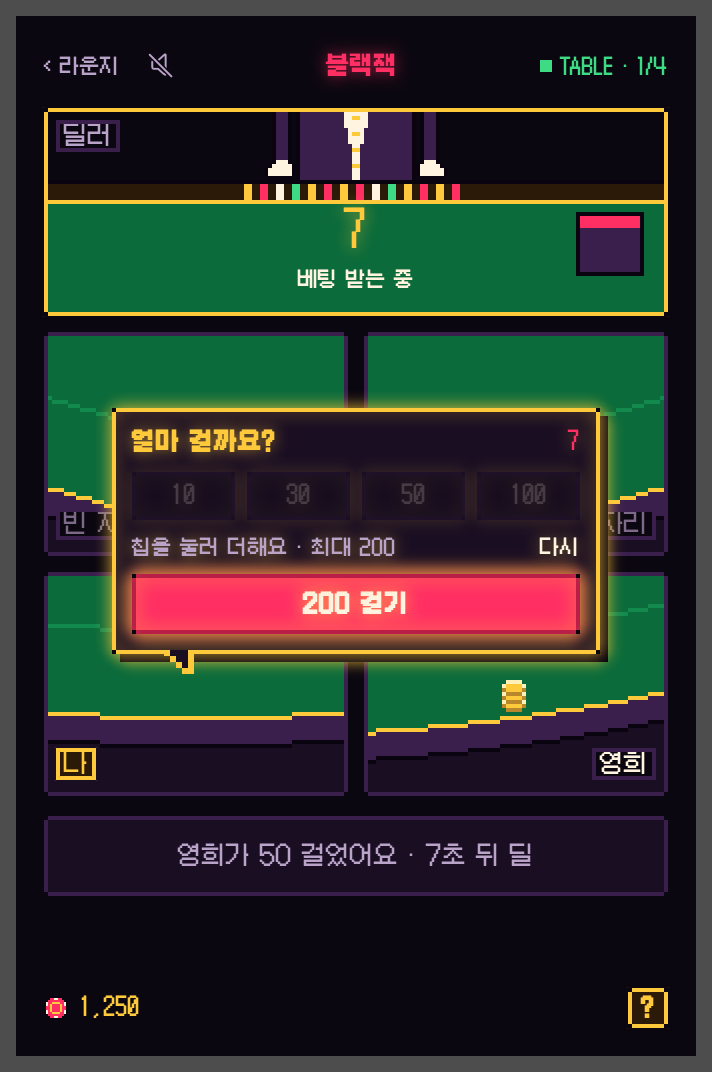 ‹ 라운지
블랙잭
TABLE · 1/4
딜러
7
베팅 받는 중
얼마 걸까요?
7
10
30
50
100
빈
자리
칩을 눌러 더해요 · 최대 200
다시
200 걸기
나
영희
영희가 50 걸었어요 · 7초 뒤 딜
1,250
?